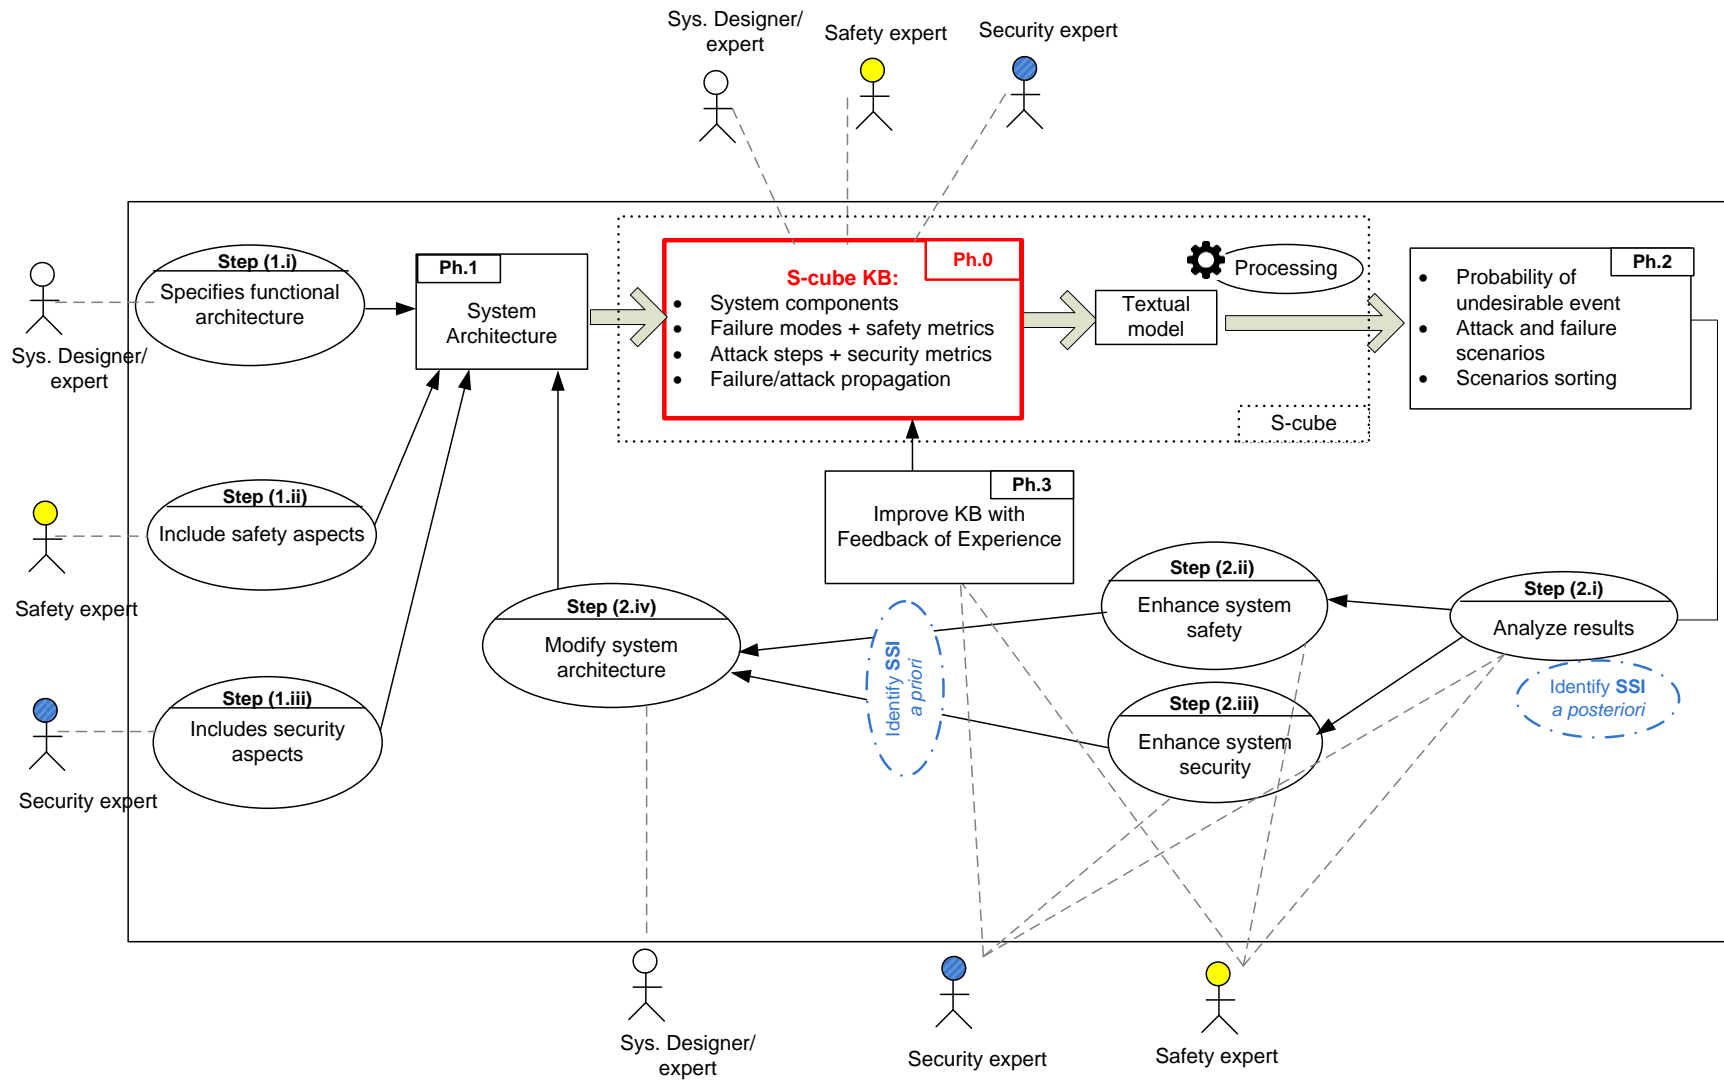 Sys. Designer/
expert
Safety expert
Security expert
Step (1.i)
Specifies functional
architecture
Sys. Designer/
expert
Ph.1
System
Architecture
Ph.0
S-cube KB:
• System components
• Failure modes + safety metrics
• Attack steps + security metrics
• Failure/attack propagation
Processing
Textual
model
S-cube
Ph.2
• Probability of
undesirable event
• Attack and failure
scenarios
• Scenarios sorting
Step (1.ii)
Include safety aspects
Safety expert
Ph.3
Improve KB with
Feedback of Experience
Step (2.ii)
Enhance system
safety
Step (2.i)
Analyze results
Identify SSI
a posteriori
Step (2.iv)
Modify system
architecture
Identify SSI
a priori
Step (1.iii)
Includes security
aspects
Security expert
Step (2.iii)
Enhance system
security
Sys. Designer/
expert
Security expert
Safety expert